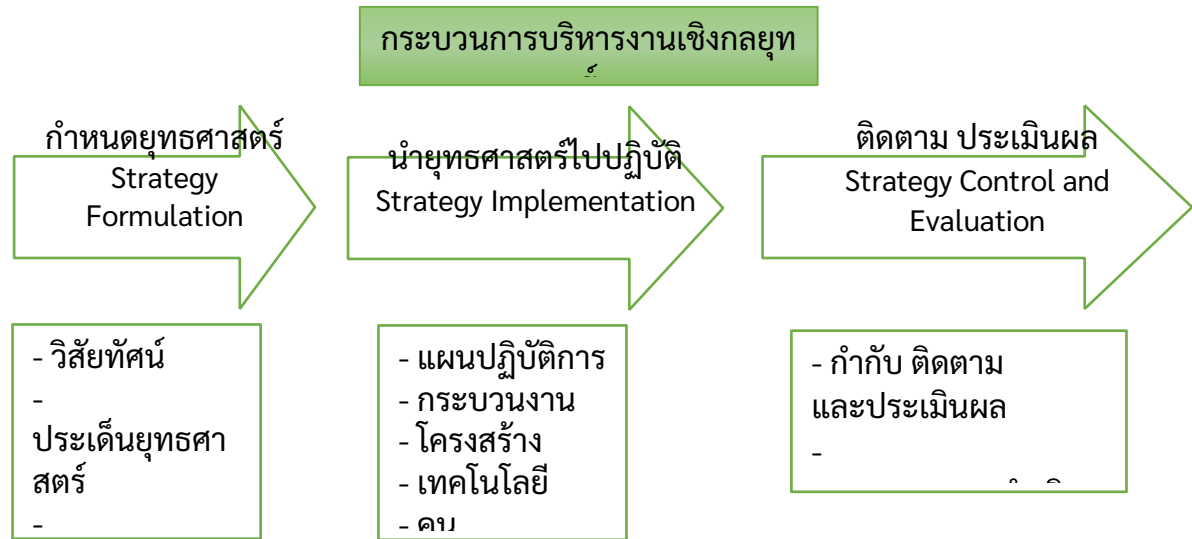 กระบวนการบริหารงานเชิงกลยุท
กำหนดยุทธศาสตร์
Strategy
Formulation
นำยุทธศาสตร์ไปปฏิบัติ
Strategy Implementation
ติดตาม ประเมินผล
Strategy Control and
Evaluation
- วิสัยทัศน์
-
ประเด็นยุทธศา
สตร์
-
- แผนปฏิบัติการ
- กระบวนงาน
- โครงสร้าง
- เทคโนโลยี
- คน
- กำกับ ติดตาม
และประเมินผล
-